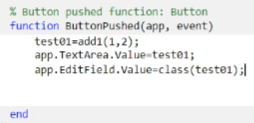 % Button pushed function: Button
function ButtonPushed(app, event)
test01=add1(1,2);
app.TextArea.Value=test01;
app.EditField.Value=class(test01);
end